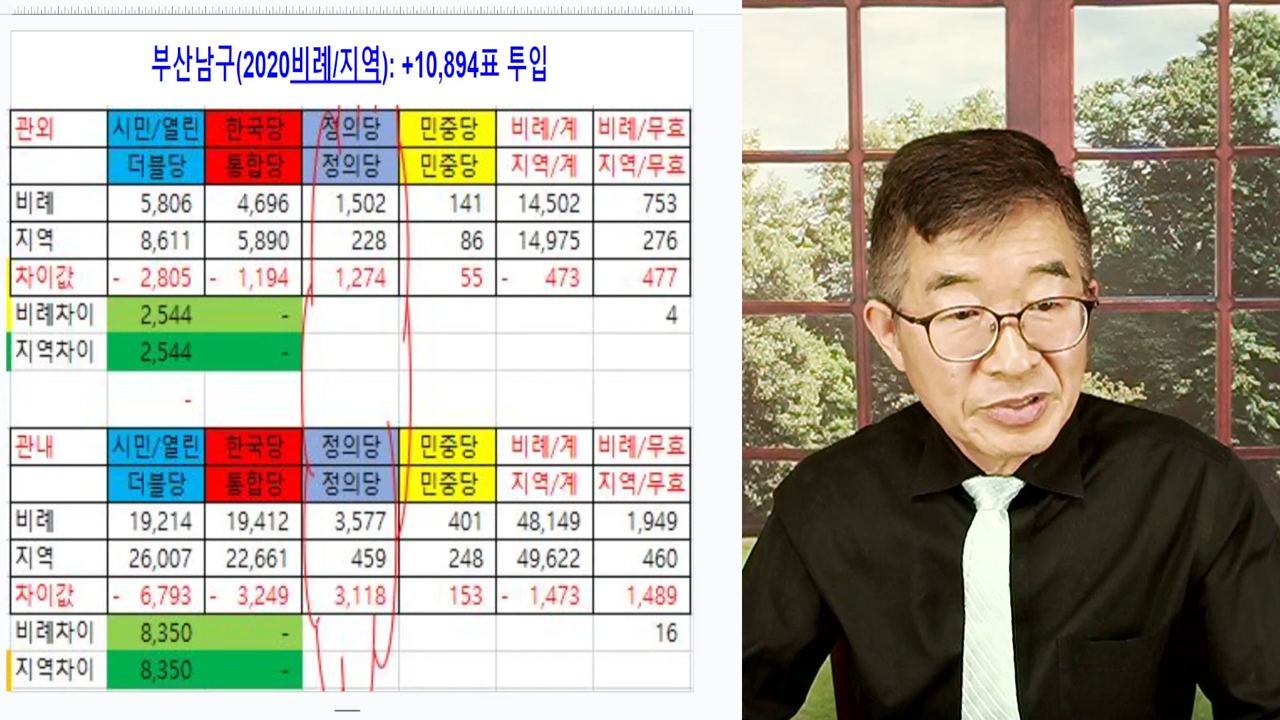 부산남구(2020비례/지역): +10,894표 투입
관외 시민/열린 한국당 정의당 민중당 비례/계 비례/무효
더블당 통합당 정의당 민중당 지역/계 지역/무효
비례 5,806 4,696 1,502 141 14,502 753
지역 8,611 5,890 228 86 14,975 276
차이값 - 2,805 - 1,194 1,274 55 - 473 477
비례차이 2,544 - 4
지역차이 2,544 -
-
관내 시민/열린 한국당 정의당 민중당 비례/계 비례/무효
더블당 통합당 정의당 민중당 지역/계 지역/무효
비례 19,214 19,412 3,577 401 48,149 1,949
지역 26,007 22,661 459 248 49,622 460
차이값 - 6,793 - 3,249 3,118 153 - 1,473 1,489
비례차이 8,350 - 16
지역차이 8,350 -